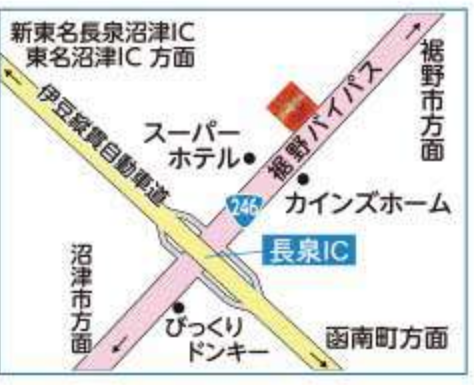 新東名長泉沼津IC
東名沼津IC 方面
伊豆縦貫自動車道
スーパー
ホテル
裾野バイパス
裾野市方面
カインズホーム
246
長泉IC
沼津市方面
びっくり
ドンキー
函南町方面